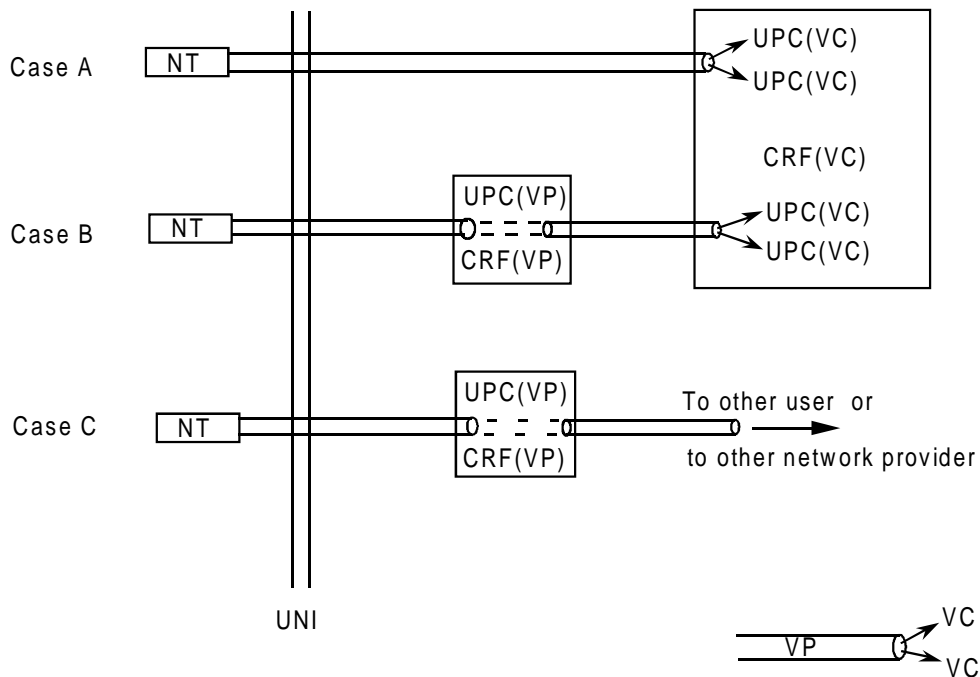 UPC(VC)
Case A
NT
UPC(VC)
CRF(VC)
UPC(VP)
UPC(VC)
Case B
NT
UPC(VC)
CRF(VP)
UPC(VP)
To other user or
Case C
NT
to other network provider
CRF(VP)
UNI
VC
VP
VC